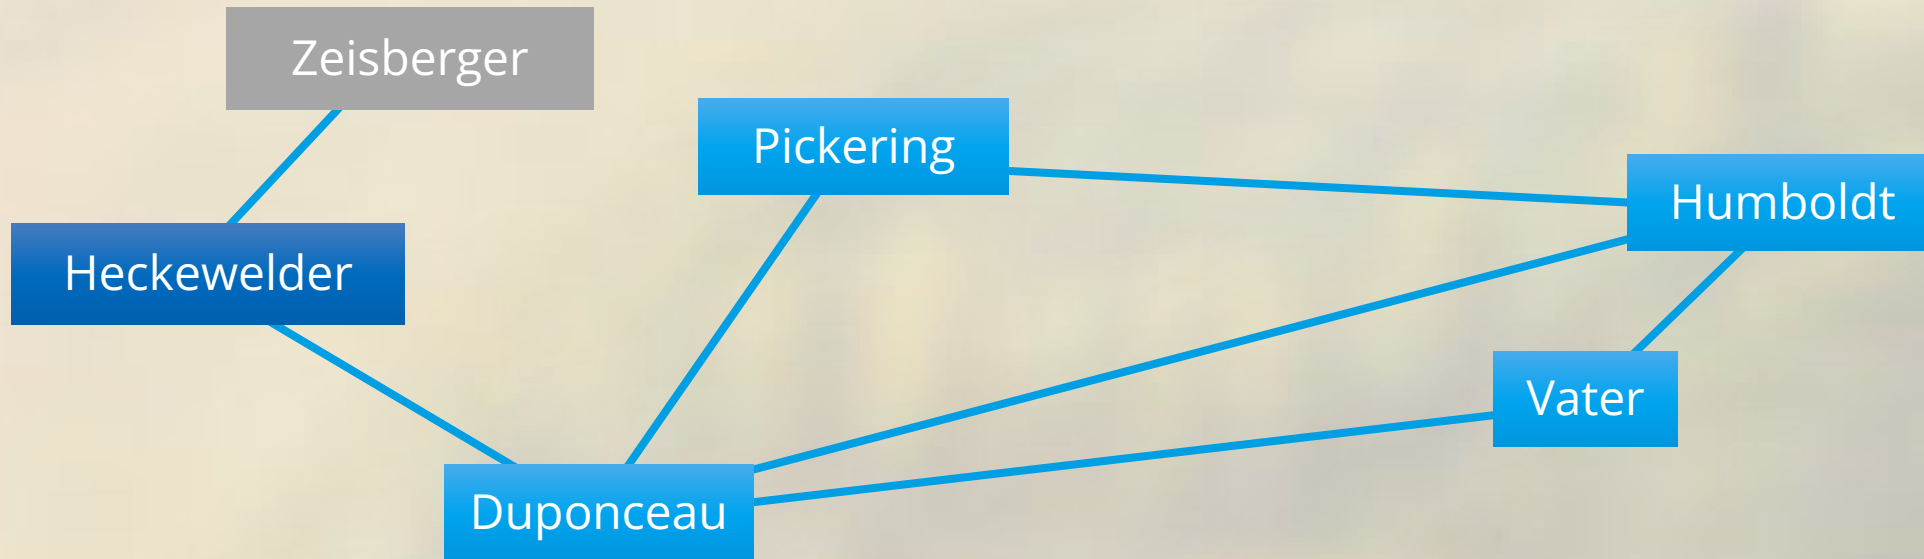 Zeisberger
Pickering
Humboldt
Heckewelder
Vater
Duponceau